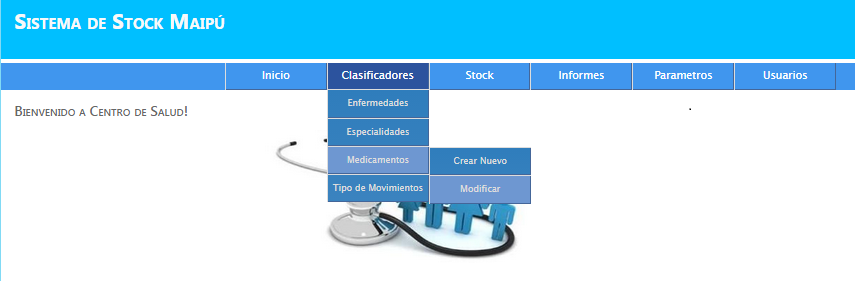 Sistema de Stock Maipú
Inicio Clasificadores Stock Informes Parametros Usuarios
Bienvenido a Centro de Salud!
Enfermedades
Especialidades
Medicamentos Crear Nuevo
Tipo de Movimientos Modificar